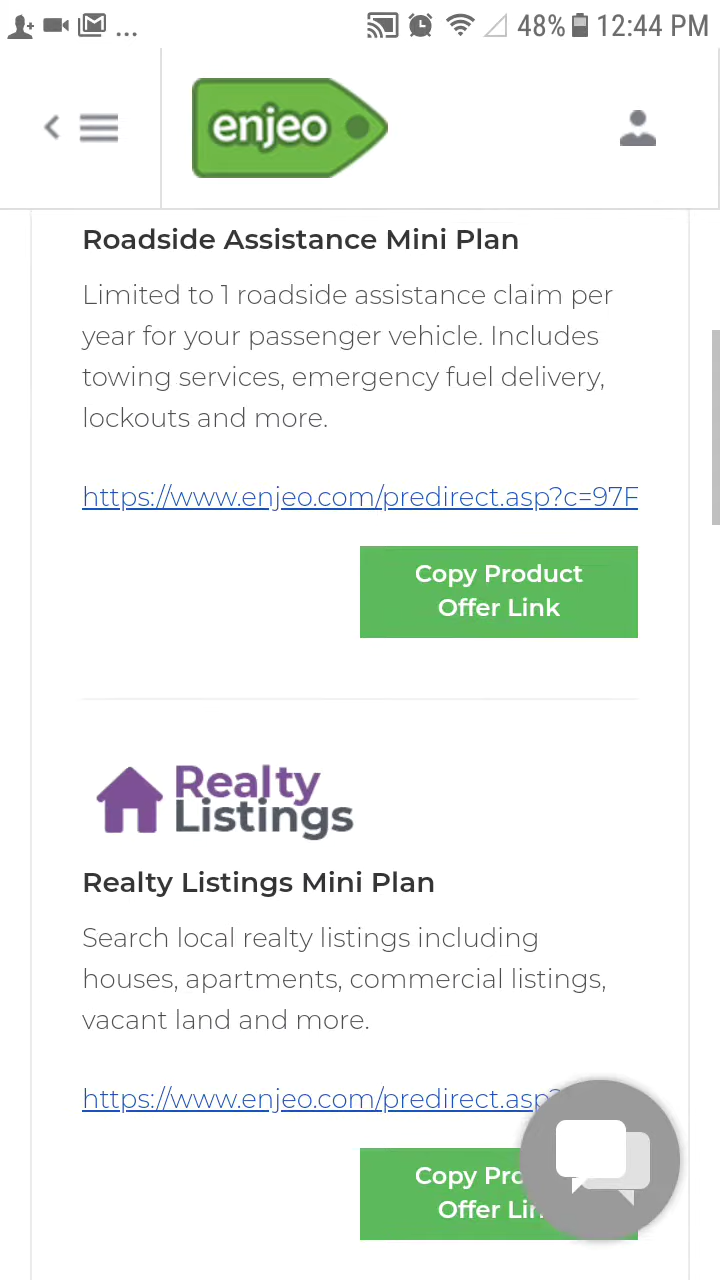 ... 48% 12:44 PM
enjeo
Roadside Assistance Mini Plan
Limited to 1 roadside assistance claim per
year for your passenger vehicle. Includes
towing services, emergency fuel delivery,
lockouts and more.
https://www.enjeo.com/predirect.asp?c=97F
Copy Product
Offer Link
Realty
Listings
Realty Listings Mini Plan
Search local realty listings including
houses, apartments, commercial listings,
vacant land and more.
https://www.enjeo.com/predirect.asp?
Copy Pro
Offer Lin